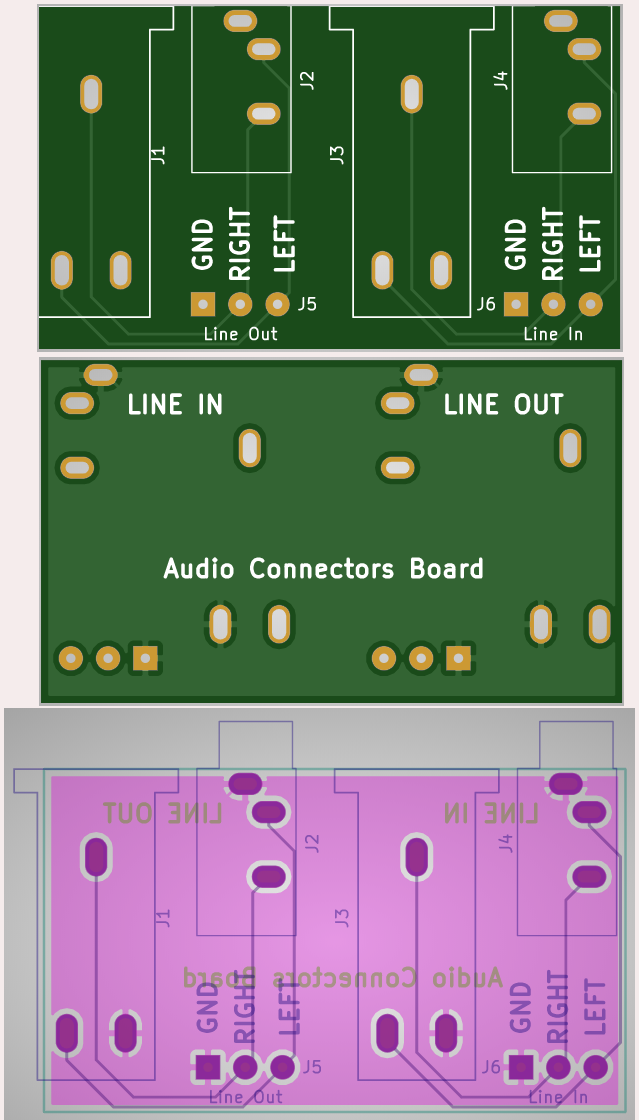 J2
J4
J1
J3
GND
RIGHT
LEFT
GND
RIGHT
LEFT
J5
J6
Line Out
Line In
LINE IN
LINE OUT
Audio Connectors Board
LINE OUT
LINE IN
J2
J4
J1
J3
Audio Connectors Board
GND
RIGHT
LEFT
GND
RIGHT
LEFT
J5
J6
Line Out
Line In